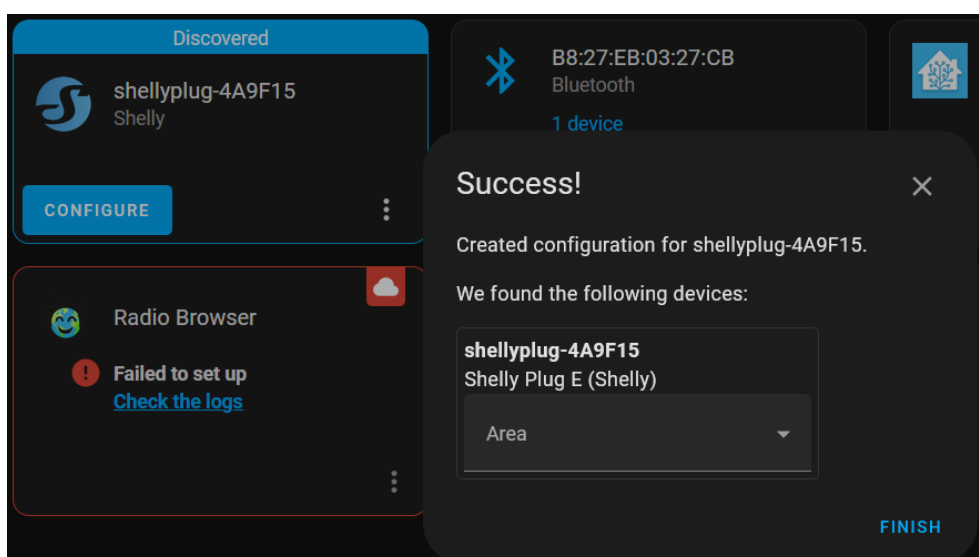 Discovered
shellyplug-4A9F15
Shelly
CONFIGURE
B8:27:EB:03:27:CB
Bluetooth
1 device
Radio Browser
Failed to set up
Check the logs
Success!
Created configuration for shellyplug-4A9F15.
We found the following devices:
shellyplug-4A9F15
Shelly Plug E (Shelly)
Area
FINISH